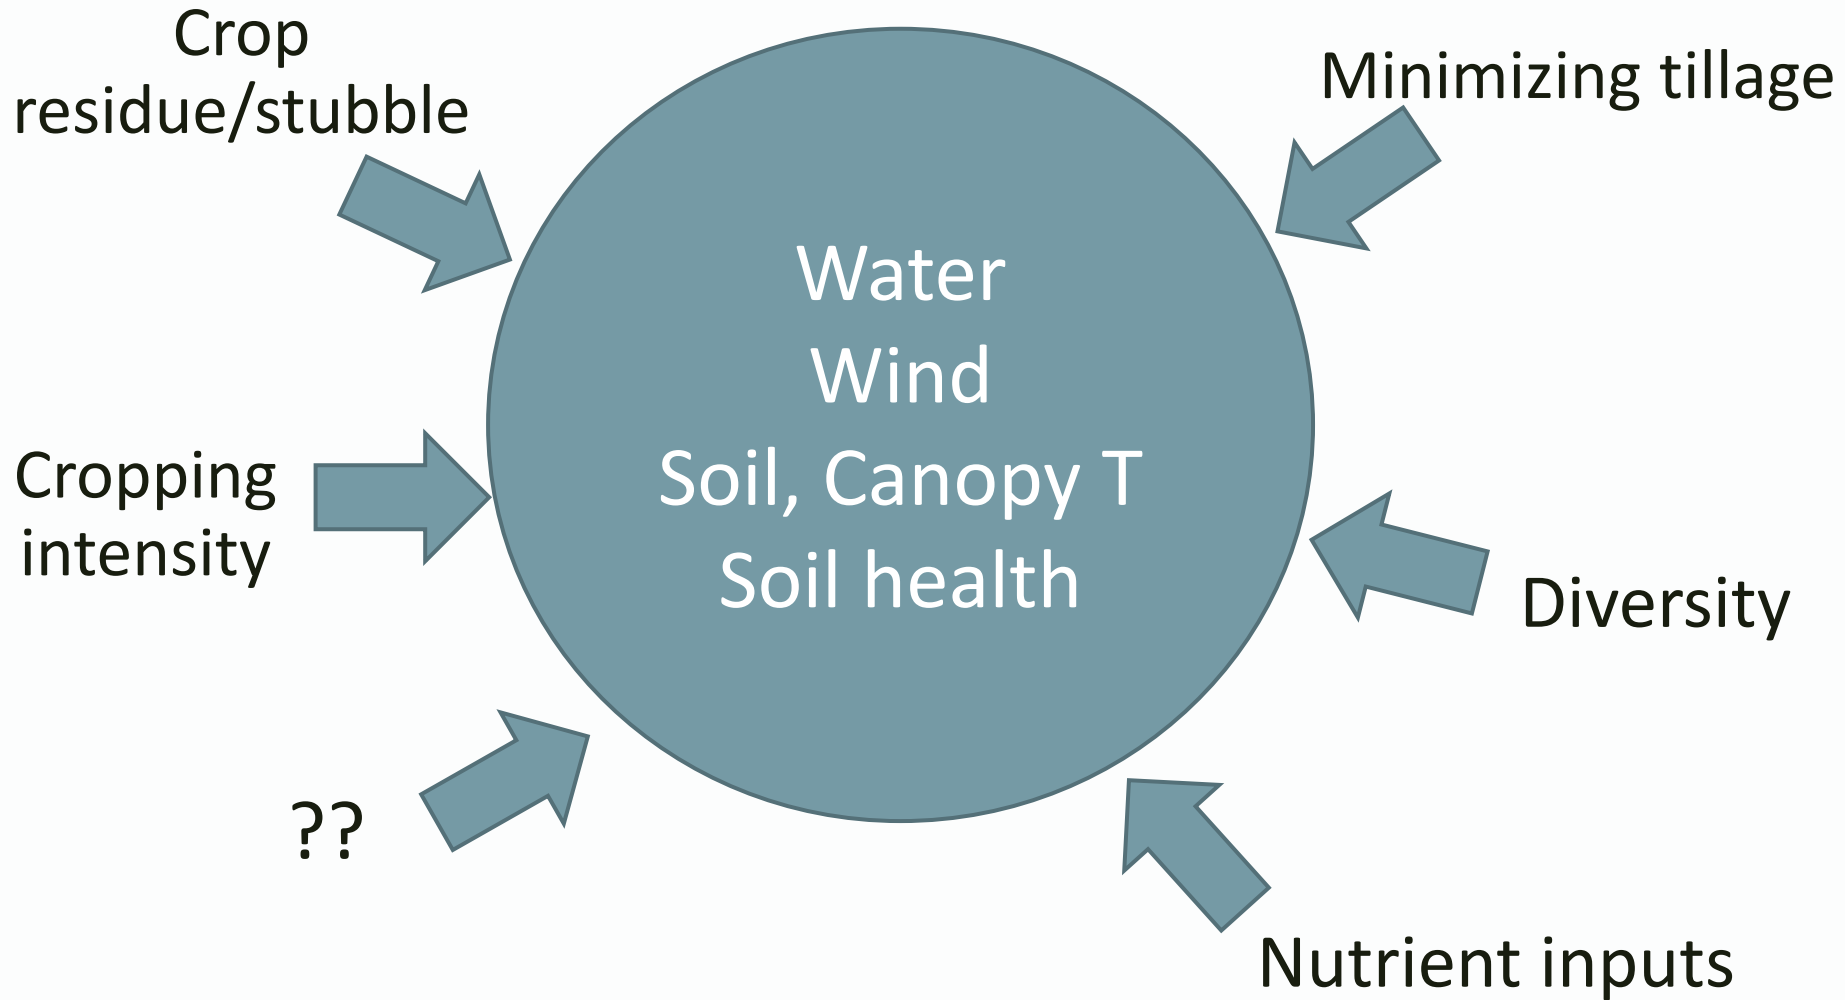 Crop
residue/stubble
Minimizing tillage
Water
Wind
Soil, Canopy T
Soil health
Cropping
intensity
Diversity
??
Nutrient inputs